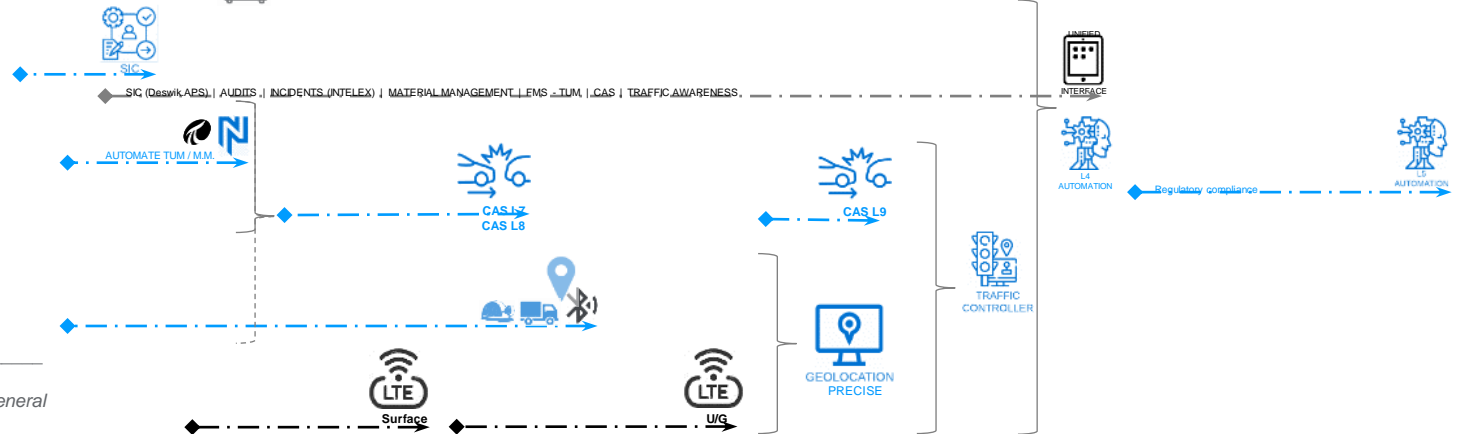 UNIFIED
SIC
SIC (Deswik,APS) | AUDITS | INCIDENTS (INTELEX) | MATERIAL MANAGEMENT | FMS - TUM | CAS | TRAFFIC AWARENESS
INTERFACE
AUTOMATE TUM / M.M.
L4
AUTOMATION
L5
AUTOMATION
Regulatory compliance
CAS L7
CAS L8
CAS L9
TRAFFIC
CONTROLLER
GEOLOCATION
PRECISE
LTE
Surface
LTE
U/G
eneral